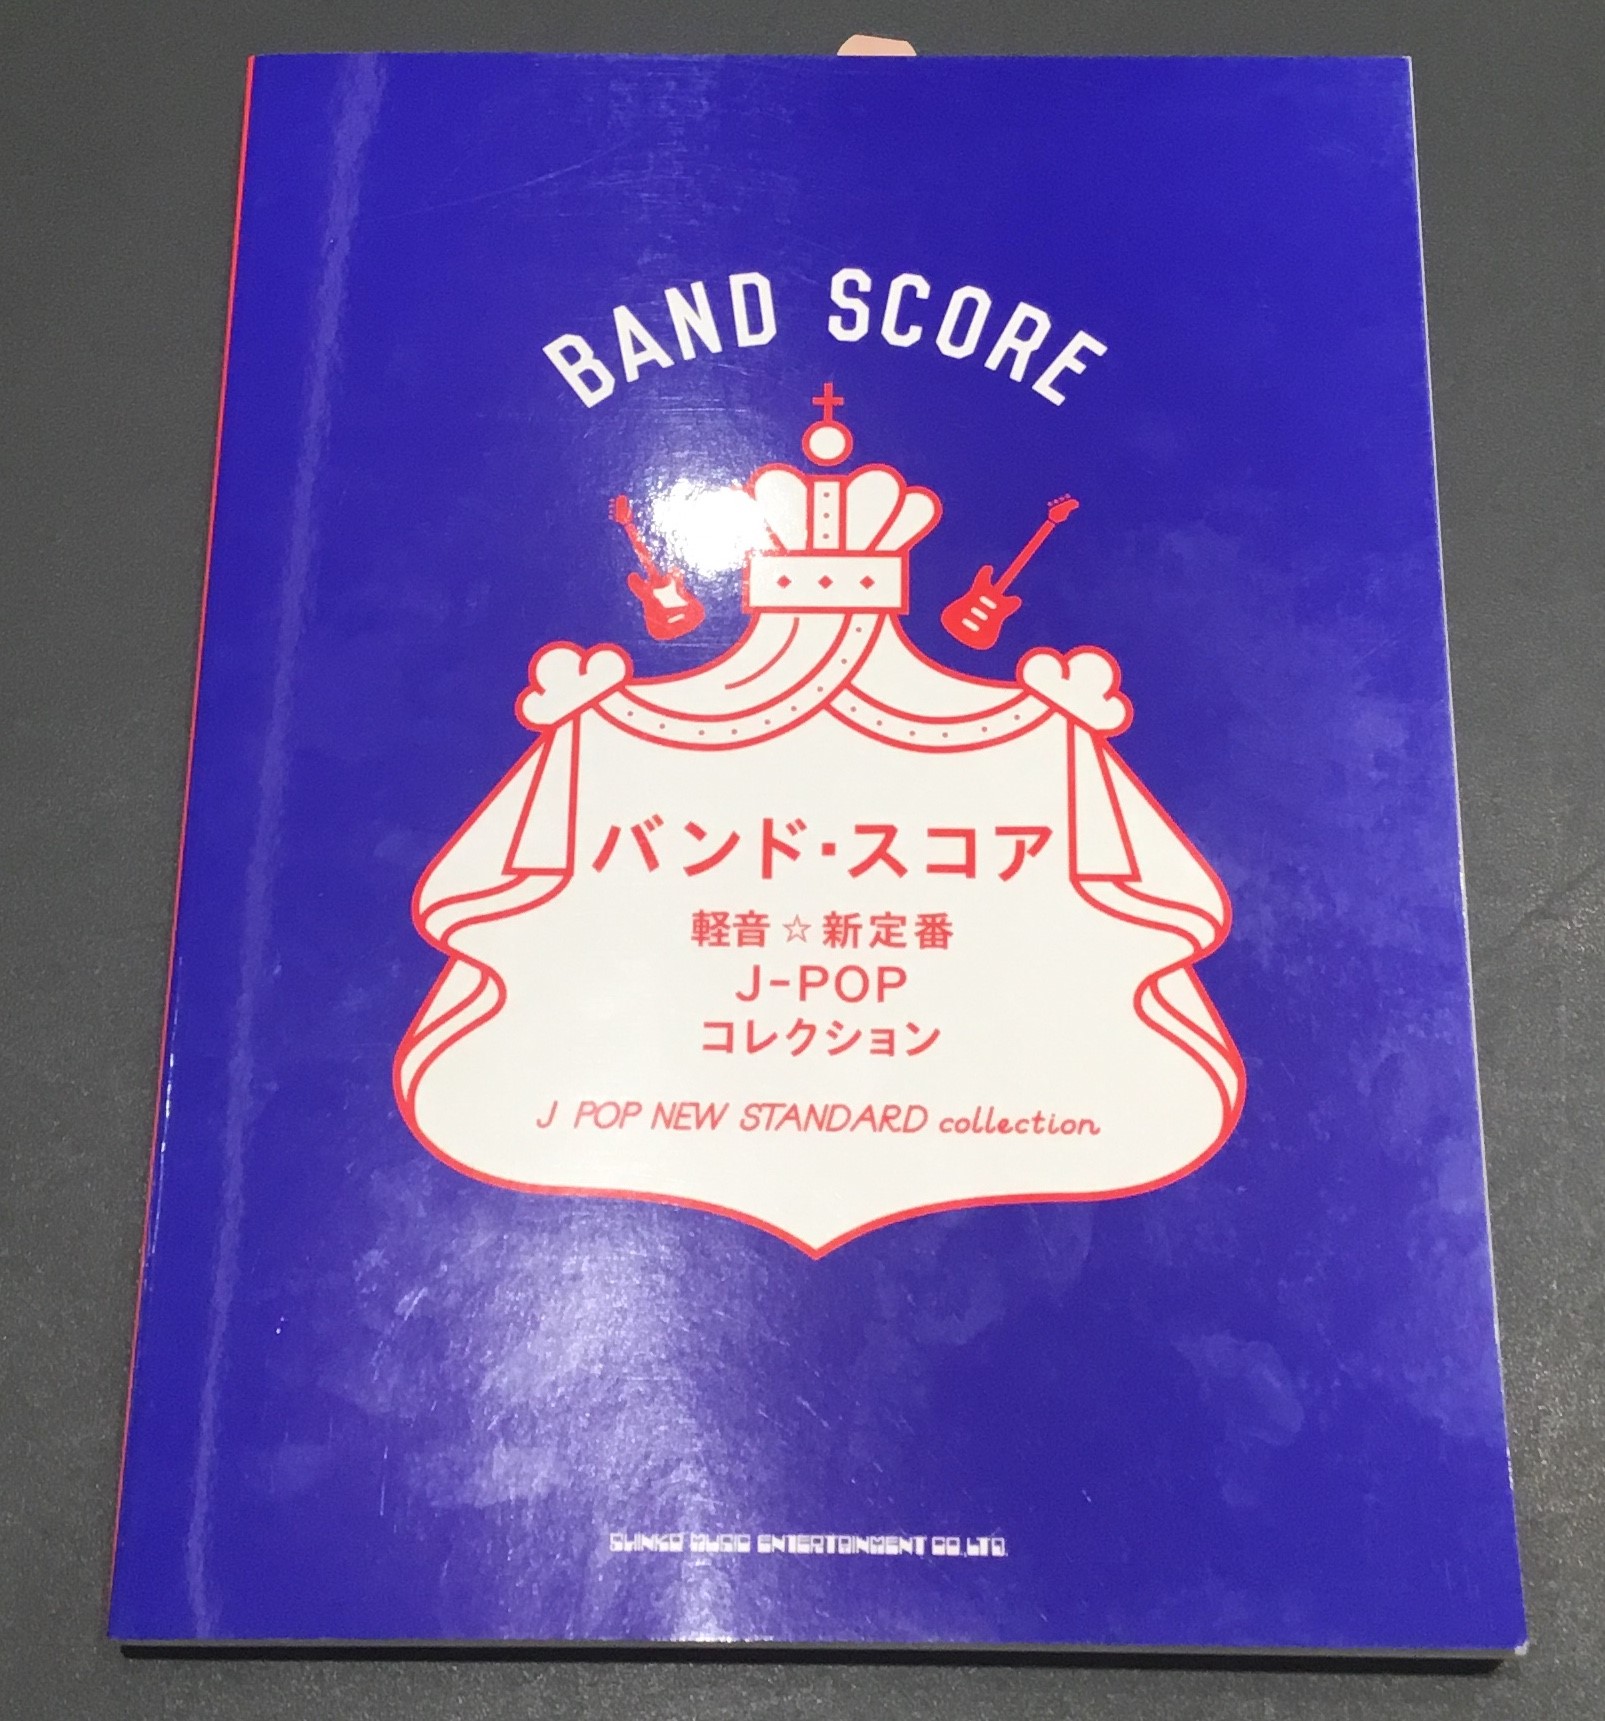 BAND SCORE
バンド・スコア
軽音☆新定番
J-POP
コレクション
J POP NEW STANDARD collection
SHINKO MUSIC ENTERTAINMENT CO.,LTD.